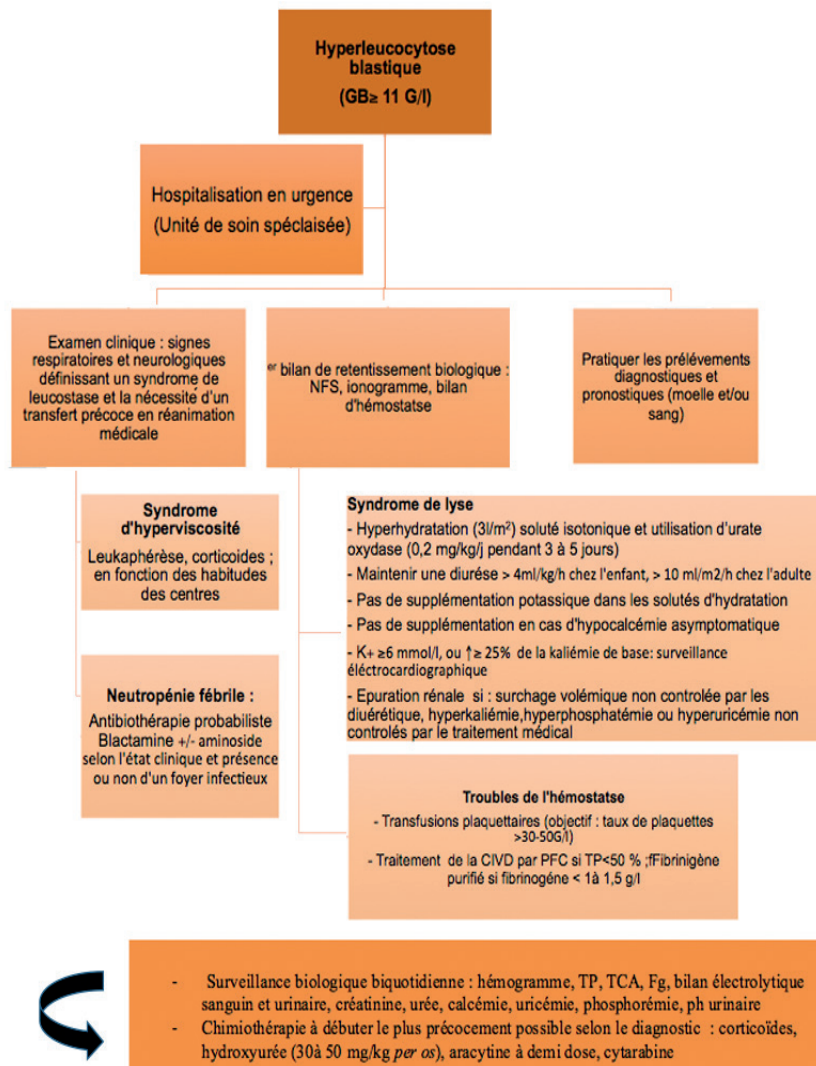 Hyperleucocytose
blastique
(GB≥ 11 G/l)
Hospitalisation en urgence
(Unité de soin spéclaisée)
Examen clinique : signes
respiratoires et neurologiques
définissant un syndrome de
leucostase et la nécessité d'un
transfert précoce en réanimation
médicale
er bilan de retentissement biologique :
NFS, ionogramme, bilan
d'hémostatse
Pratiquer les prélévements
diagnostiques et
pronostiques (moelle et/ou
sang)
Syndrome
d'hyperviscosité
Leukaphérèse, corticoides ;
en fonction des habitudes
des centres
Neutropénie fébrile :
Antibiothérapie probabiliste
Blactamine +/- aminoside
selon l'état clinique et présence
ou non d'un foyer infectieux
Syndrome de lyse
- Hyperhydratation (3l/m²) soluté isotonique et utilisation d'urate
oxydase (0,2 mg/kg/j pendant 3 à 5 jours)
- Maintenir une diurése > 4ml/kg/h chez l'enfant, > 10 ml/m2/h chez l'adulte
- Pas de supplémentation potassique dans les solutés d'hydratation
- Pas de supplémentation en cas d'hypocalcémie asymptomatique
- K+ ≥6 mmol/l, ou ↑≥ 25% de la kaliémie de base: surveillance
éléctrocardiographique
- Epuration rénale si : surchage volémique non controlée par les
diuérétique, hyperkaliémie,hyperphosphatémie ou hyperuricémie non
controlés par le traitement médical
Troubles de l'hémostatse
- Transfusions plaquettaires (objectif : taux de plaquettes
>30-50G/l)
- Traitement de la CIVD par PFC si TP<50 % ;fFibrinigène
purifié si fibrinogéne < 1à 1,5 g/l
- Surveillance biologique biquotidienne : hémogramme, TP, TCA, Fg, bilan électrolytique
sanguin et urinaire, créatinine, urée, calcémie, uricémie, phosphorémie, ph urinaire
- Chimiothérapie à débuter le plus précocement possible selon le diagnostic : corticoïdes,
hydroxyurée (30à 50 mg/kg per os), aracytine à demi dose, cytarabine